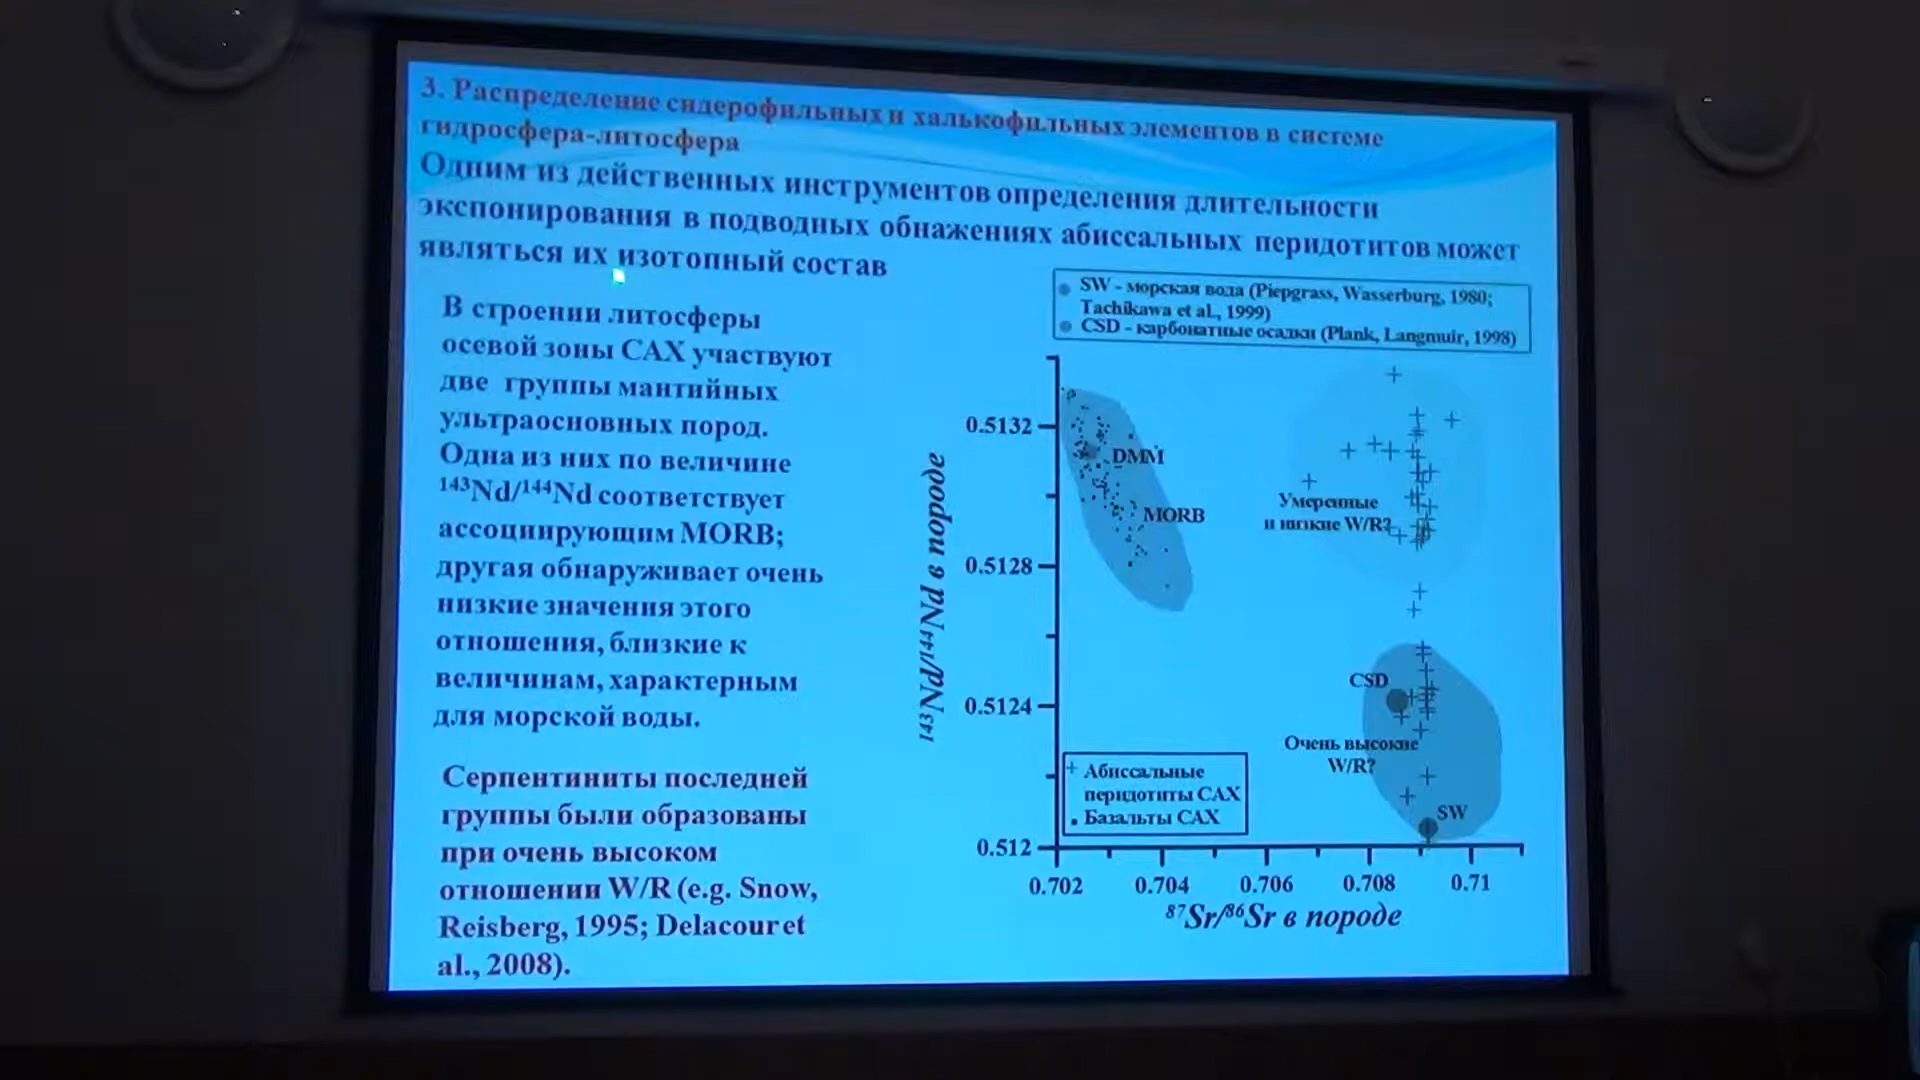 3. Распределение сидерофильных и халькофильных элементов в системе
гидросфера-литосфера
Одним из действенных инструментов определения длительности
экспонирования в подводных обнажениях абиссальных перидотитов может
являться их изотопный состав
В строении литосферы
осевой зоны САХ участвуют
две группы мантийных
ультраосновных пород.
Одна из них по величине
¹⁴³Nd/¹⁴⁴Nd соответствует
ассоциирующим MORB;
другая обнаруживает очень
низкие значения этого
отношения, близкие к
величинам, характерным
для морской воды.
Серпентиниты последней
группы были образованы
при очень высоком
отношении W/R (e.g. Snow,
Reisberg, 1995; Delacour et
al., 2008).
SW - морская вода (Piepgrass, Wasserburg, 1980;
Tachikawa et al., 1999)
CSD - карбонатные осадки (Plank, Langmuir, 1998)
¹⁴³Nd/¹⁴⁴Nd в породе
0.5132
0.5128
0.5124
0.512
DMM
MORB
Умеренные
и низкие W/R?
CSD
Очень высокие
W/R?
SW
+ Абиссальные
перидотиты САХ
. Базальты САХ
0.702 0.704 0.706 0.708 0.71
⁸⁷Sr/⁸⁶Sr в породе